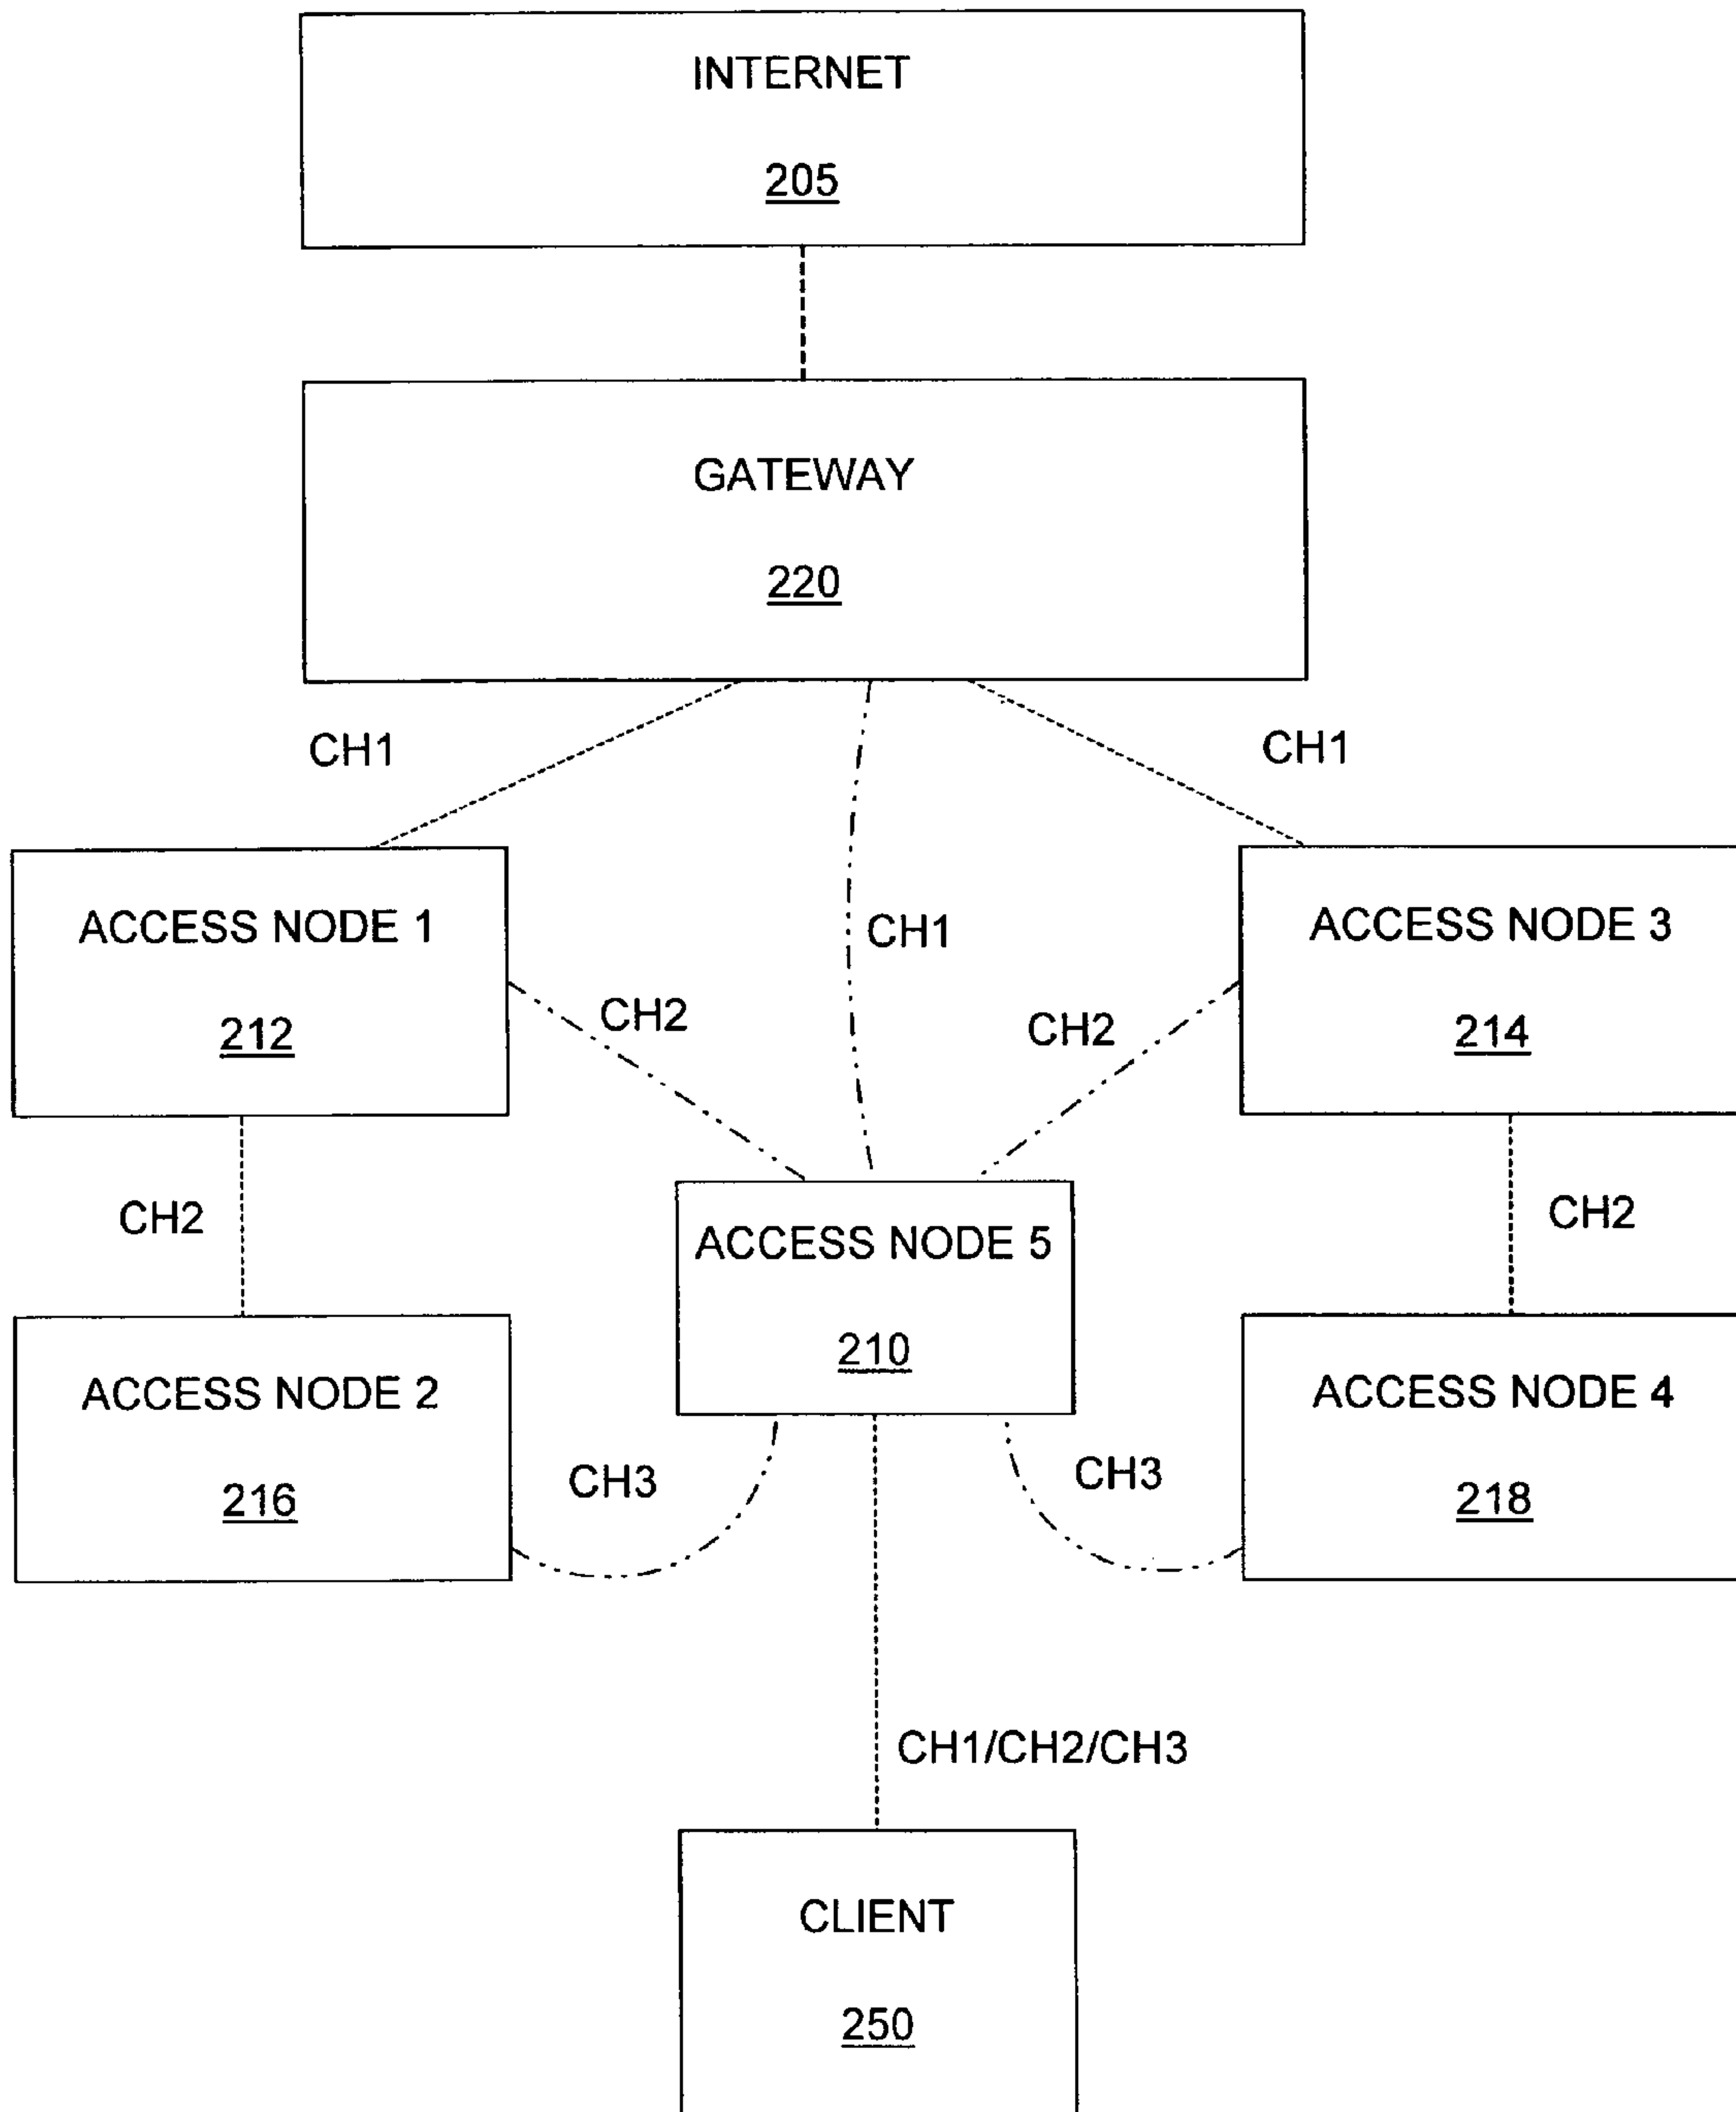 INTERNET
205
GATEWAY
220
CH1
CH1
ACCESS NODE 1
212
CH1
ACCESS NODE 3
214
CH2
CH2
CH2
ACCESS NODE 5
210
CH2
ACCESS NODE 2
216
CH3
CH3
ACCESS NODE 4
218
CH1/CH2/CH3
CLIENT
250